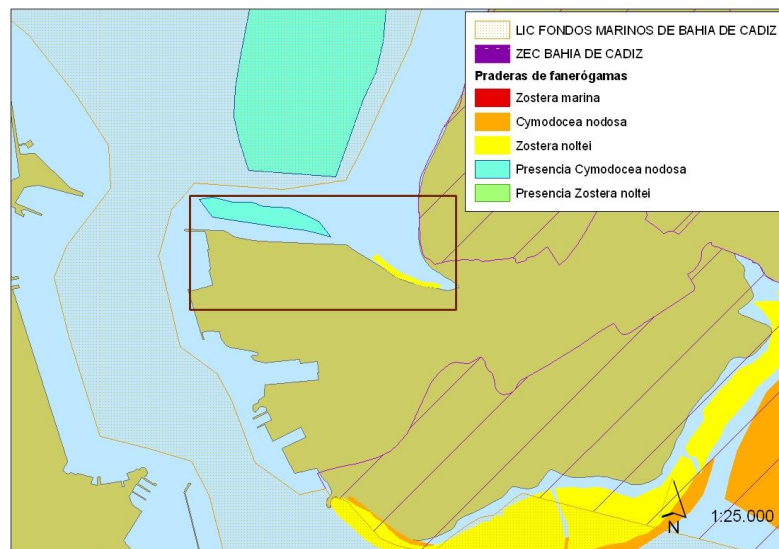 LIC FONDOS MARINOS DE BAHIA DE CADIZ
ZEC BAHIA DE CADIZ
Praderas de fanerógamas
Zostera marina
Cymodocea nodosa
Zostera noltei
Presencia Cymodocea nodosa
Presencia Zostera noltei
1:25.000
N